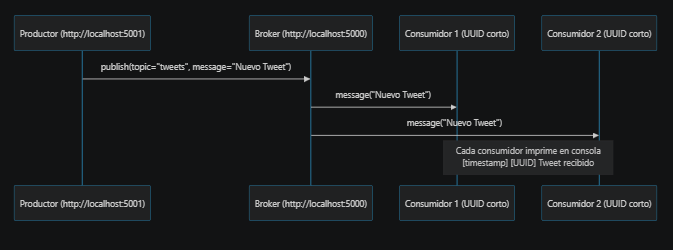 Productor (http://localhost:5001)
Broker (http://localhost:5000)
Consumidor 1 (UUID corto)
Consumidor 2 (UUID corto)
publish(topic="tweets", message="Nuevo Tweet")
message("Nuevo Tweet")
message("Nuevo Tweet")
Cada consumidor imprime en consola
[timestamp] [UUID] Tweet recibido
Productor (http://localhost:5001)
Broker (http://localhost:5000)
Consumidor 1 (UUID corto)
Consumidor 2 (UUID corto)